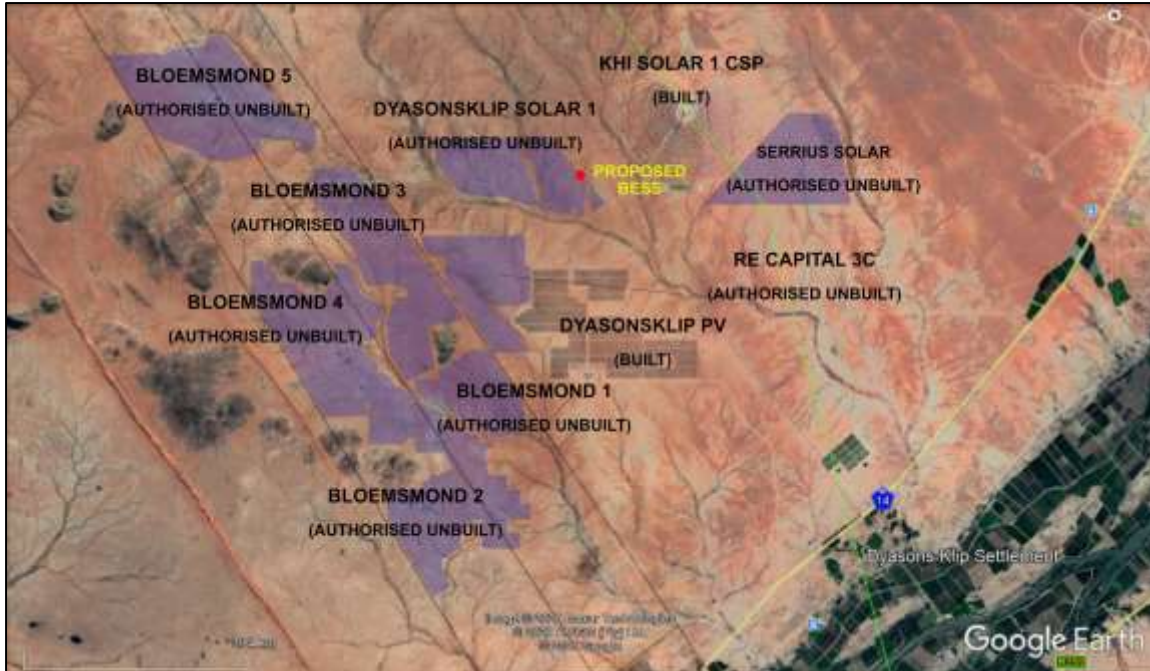 KHI SOLAR 1 CSP
(BUILT)
BLOEMSMOND 5
(AUTHORISED UNBUILT)
DYASONSKLIP SOLAR 1
(AUTHORISED UNBUILT)
SERRIUS SOLAR
(AUTHORISED UNBUILT)
PROPOSED
BESS
BLOEMSMOND 3
(AUTHORISED UNBUILT)
RE CAPITAL 3C
(AUTHORISED UNBUILT)
BLOEMSMOND 4
(AUTHORISED UNBUILT)
DYASONSKLIP PV
(BUILT)
BLOEMSMOND 1
(AUTHORISED UNBUILT)
BLOEMSMOND 2
(AUTHORISED UNBUILT)
14
Dyasons Klip Settlement
Google Earth